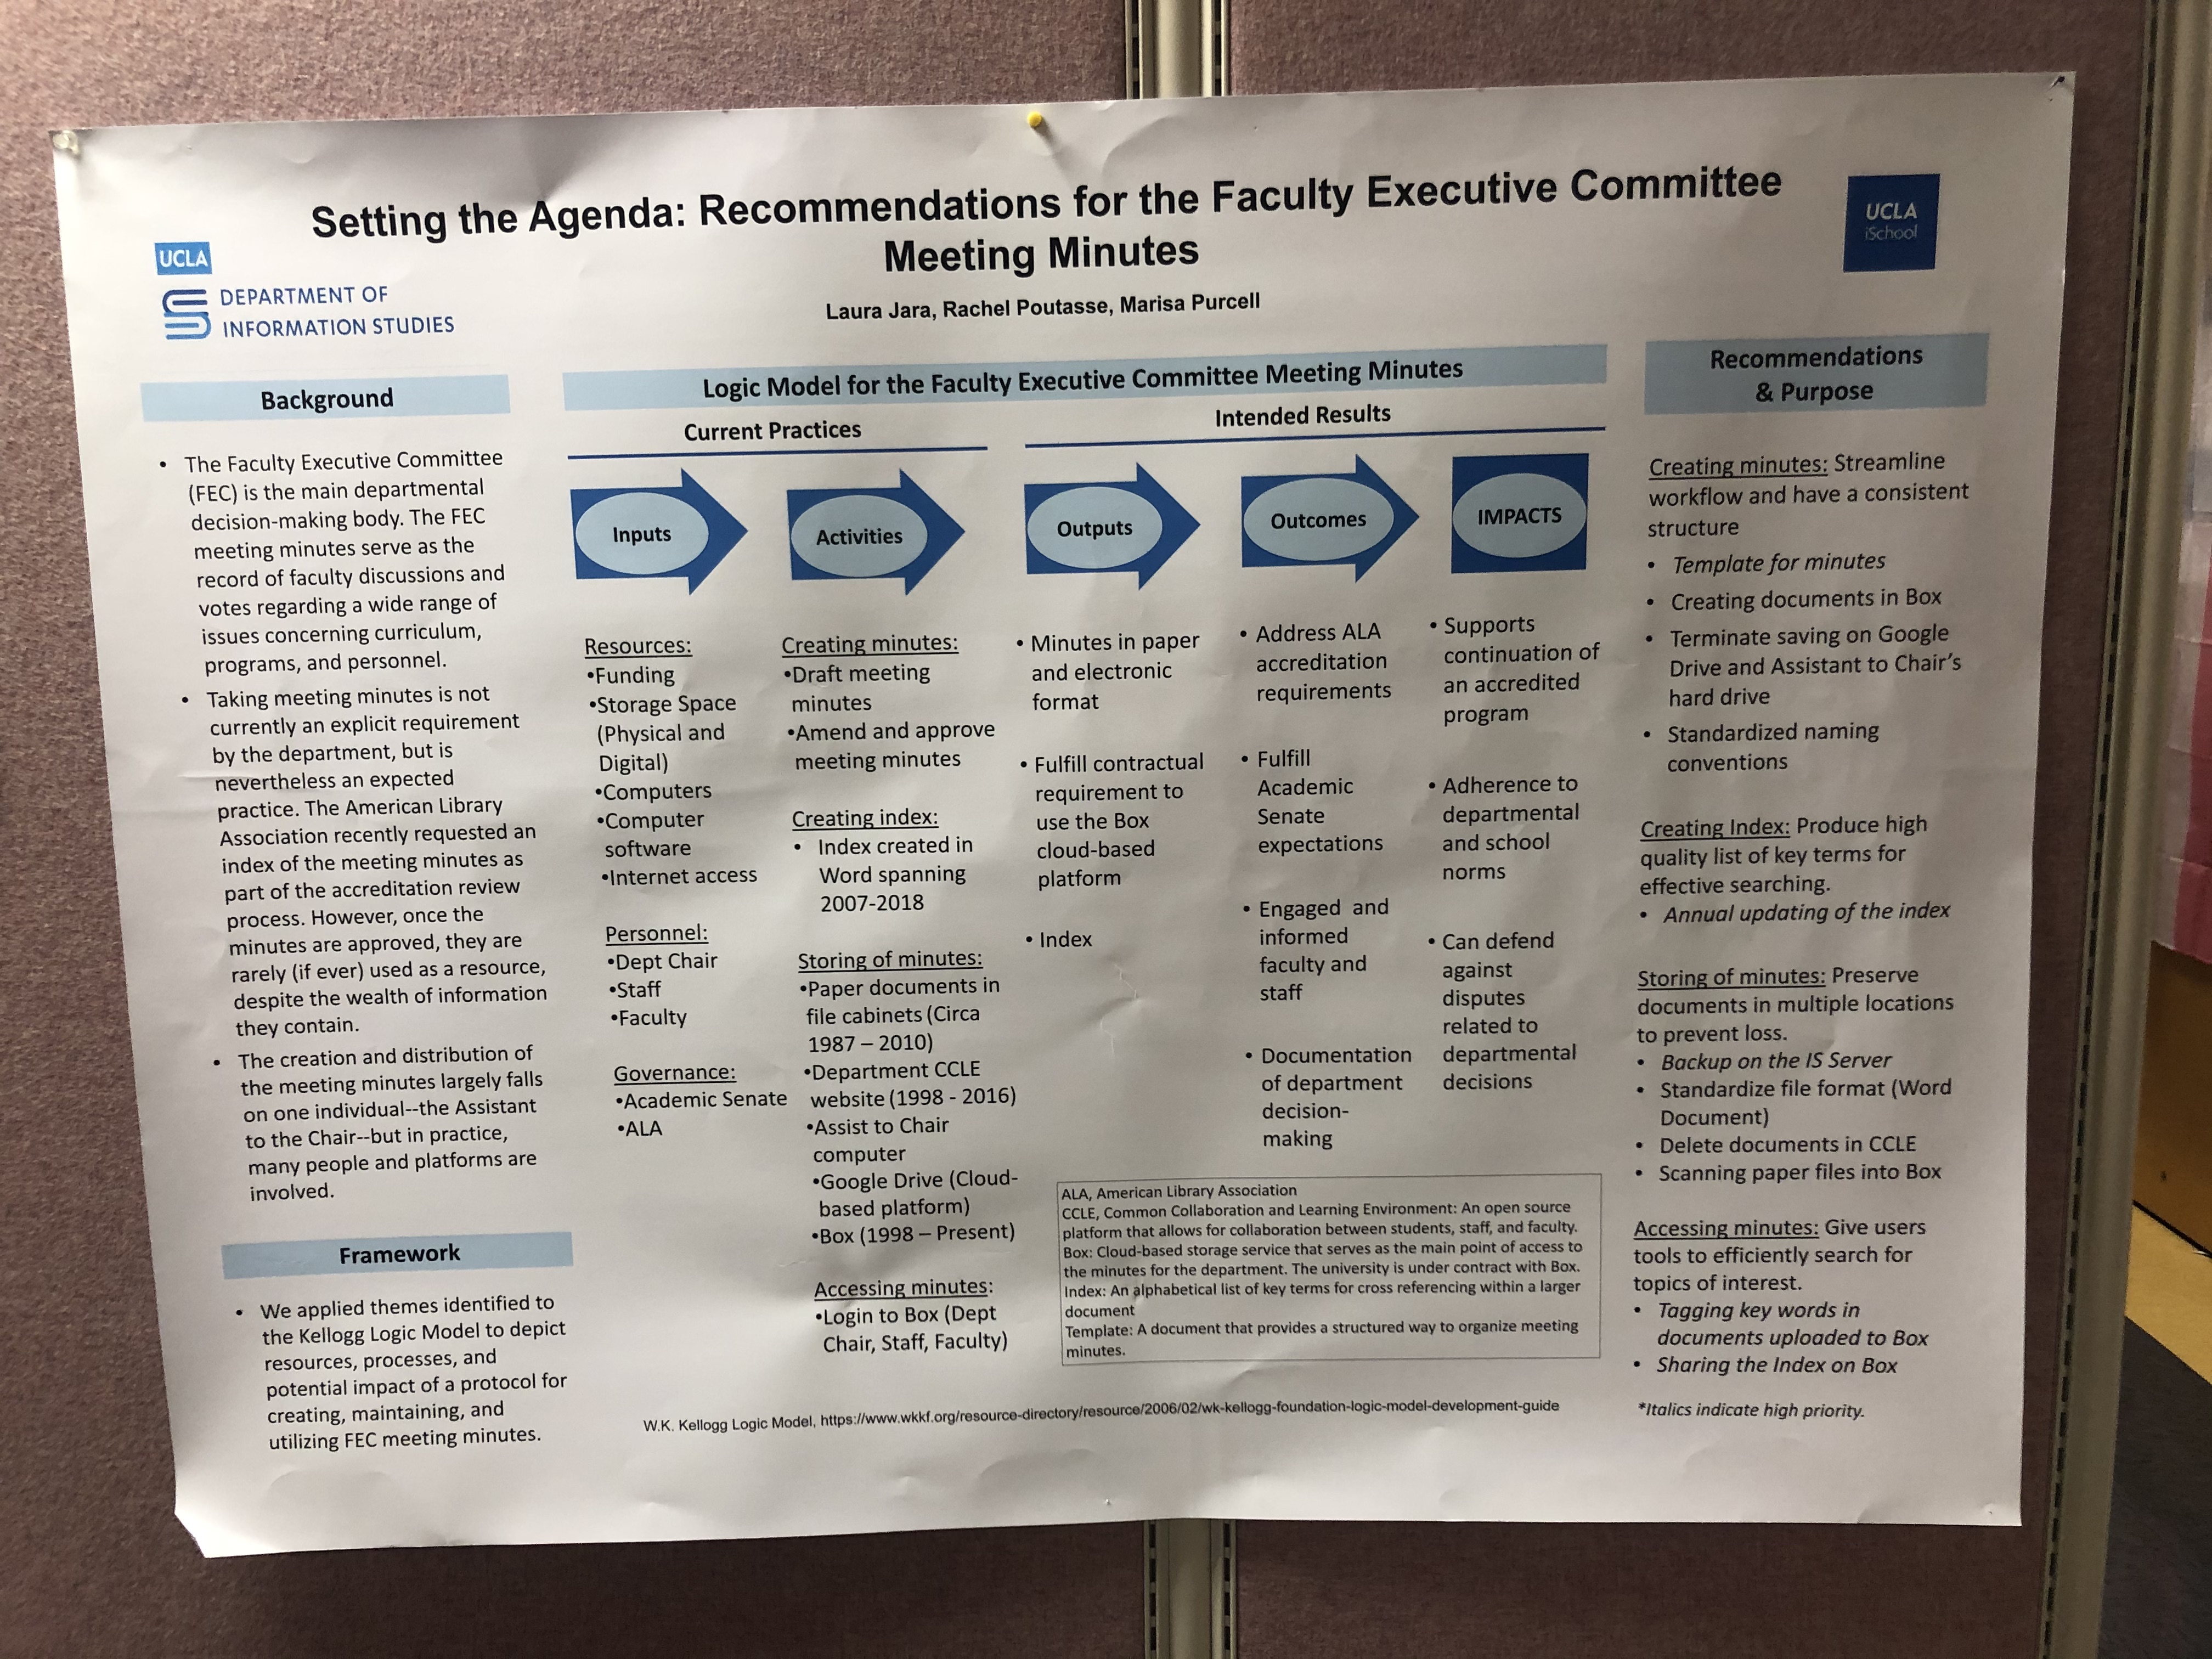 Setting the Agenda: Recommendations for the Faculty Executive Committee
Meeting Minutes
Laura Jara, Rachel Poutasse, Marisa Purcell
UCLA
DEPARTMENT OF
INFORMATION STUDIES
UCLA
iSchool
Background
• The Faculty Executive Committee
(FEC) is the main departmental
decision-making body. The FEC
meeting minutes serve as the
record of faculty discussions and
votes regarding a wide range of
issues concerning curriculum,
programs, and personnel.
• Taking meeting minutes is not
currently an explicit requirement
by the department, but is
nevertheless an expected
practice. The American Library
Association recently requested an
index of the meeting minutes as
part of the accreditation review
process. However, once the
minutes are approved, they are
rarely (if ever) used as a resource,
despite the wealth of information
they contain.
• The creation and distribution of
the meeting minutes largely falls
on one individual--the Assistant
to the Chair--but in practice,
many people and platforms are
involved.
Framework
• We applied themes identified to
the Kellogg Logic Model to depict
resources, processes, and
potential impact of a protocol for
creating, maintaining, and
utilizing FEC meeting minutes.
Logic Model for the Faculty Executive Committee Meeting Minutes
Current Practices
Intended Results
Inputs
Activities
Outputs
Outcomes
IMPACTS
Resources:
•Funding
•Storage Space
(Physical and
Digital)
•Computers
•Computer
software
•Internet access
Personnel:
•Dept Chair
•Staff
•Faculty
Governance:
•Academic Senate
•ALA
Creating minutes:
•Draft meeting
minutes
•Amend and approve
meeting minutes
Creating index:
• Index created in
Word spanning
2007-2018
Storing of minutes:
•Paper documents in
file cabinets (Circa
1987 – 2010)
•Department CCLE
website (1998 - 2016)
•Assist to Chair
computer
•Google Drive (Cloud-
based platform)
•Box (1998 – Present)
Accessing minutes:
•Login to Box (Dept
Chair, Staff, Faculty)
• Minutes in paper
and electronic
format
• Fulfill contractual
requirement to
use the Box
cloud-based
platform
• Index
• Address ALA
accreditation
requirements
• Fulfill
Academic
Senate
expectations
• Engaged and
informed
faculty and
staff
• Documentation
of department
decision-
making
• Supports
continuation of
an accredited
program
• Adherence to
departmental
and school
norms
• Can defend
against
disputes
related to
departmental
decisions
ALA, American Library Association
CCLE, Common Collaboration and Learning Environment: An open source
platform that allows for collaboration between students, staff, and faculty.
Box: Cloud-based storage service that serves as the main point of access to
the minutes for the department. The university is under contract with Box.
Index: An alphabetical list of key terms for cross referencing within a larger
document
Template: A document that provides a structured way to organize meeting
minutes.
W.K. Kellogg Logic Model, https://www.wkkf.org/resource-directory/resource/2006/02/wk-kellogg-foundation-logic-model-development-guide
Recommendations
& Purpose
Creating minutes: Streamline
workflow and have a consistent
structure
• Template for minutes
• Creating documents in Box
• Terminate saving on Google
Drive and Assistant to Chair’s
hard drive
• Standardized naming
conventions
Creating Index: Produce high
quality list of key terms for
effective searching.
• Annual updating of the index
Storing of minutes: Preserve
documents in multiple locations
to prevent loss.
• Backup on the IS Server
• Standardize file format (Word
Document)
• Delete documents in CCLE
• Scanning paper files into Box
Accessing minutes: Give users
tools to efficiently search for
topics of interest.
• Tagging key words in
documents uploaded to Box
• Sharing the Index on Box
*Italics indicate high priority.